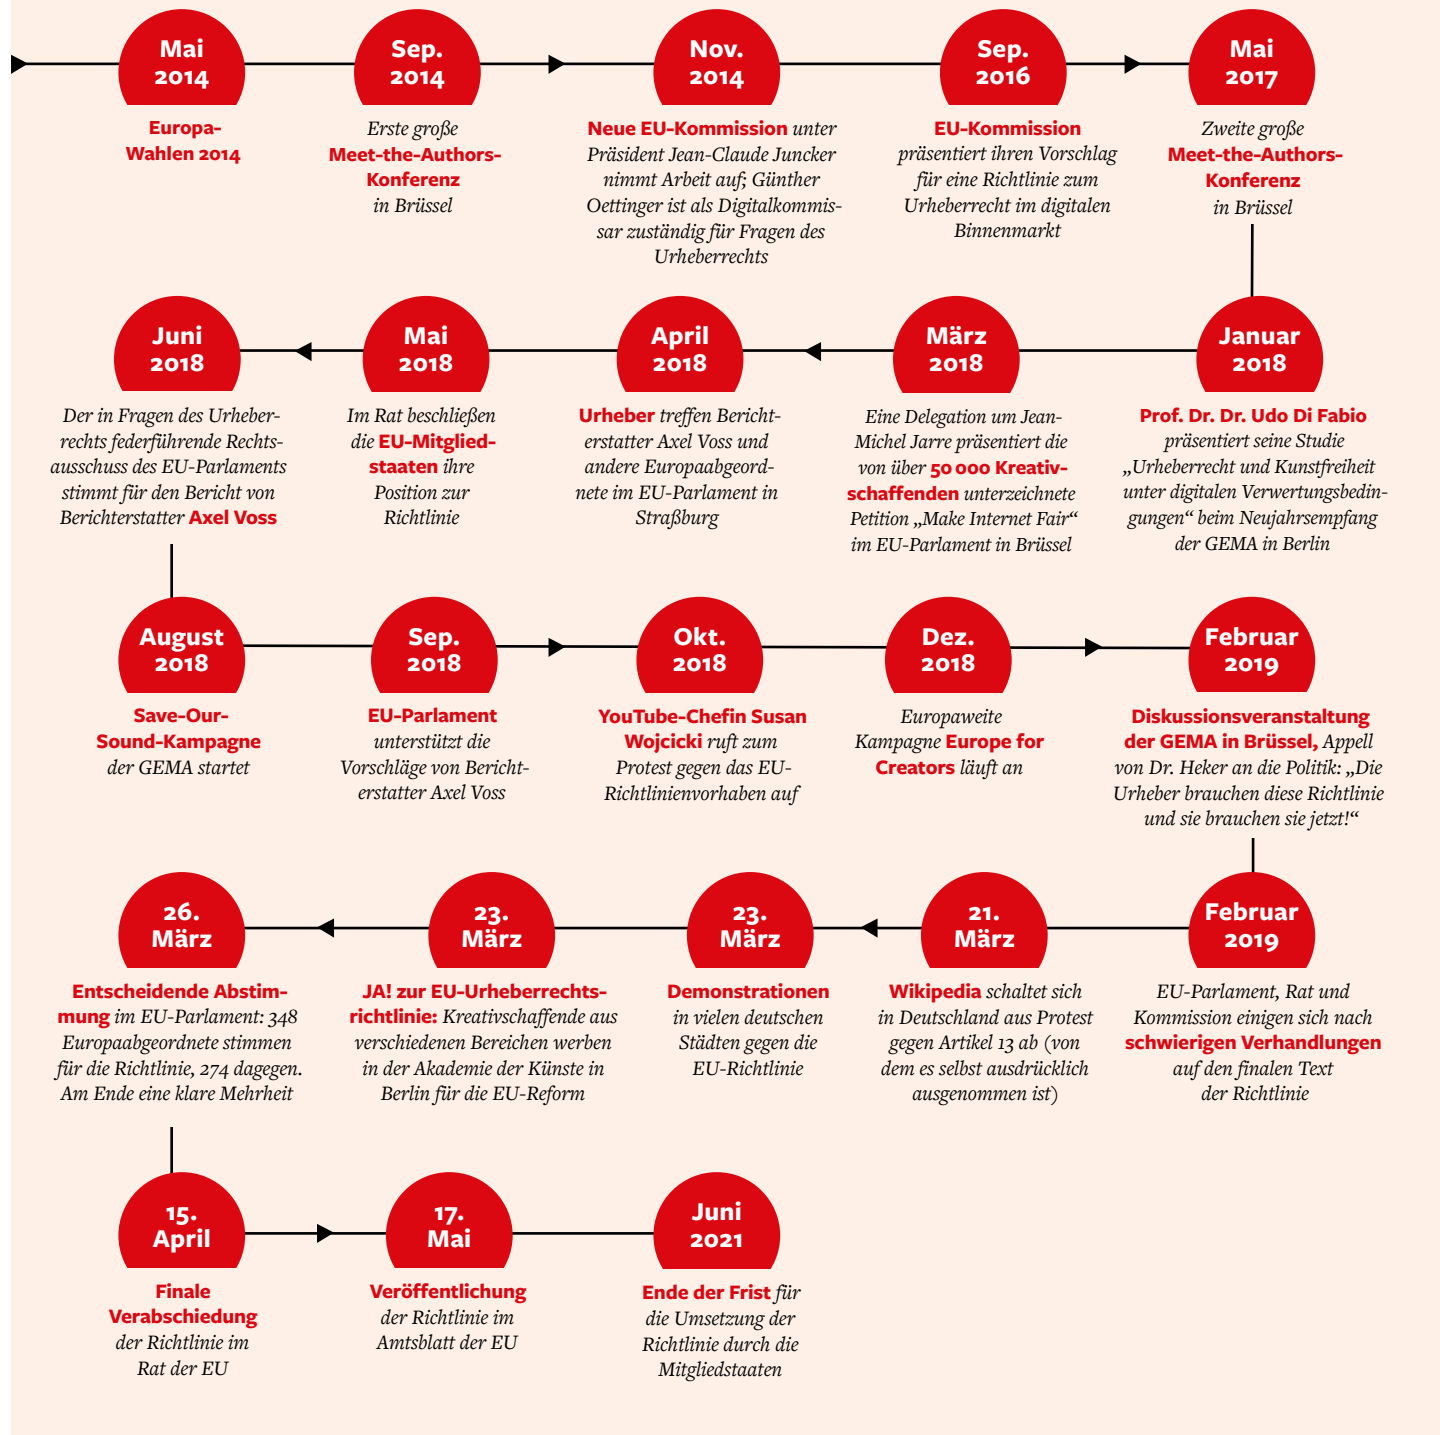 Mai
2014
Europa-
Wahlen 2014
Sep.
2014
Erste große
Meet-the-Authors-
Konferenz
in Brüssel
Nov.
2014
Neue EU-Kommission unter
Präsident Jean-Claude Juncker
nimmt Arbeit auf; Günther
Oettinger ist als Digitalkommis-
sar zuständig für Fragen des
Urheberrechts
Sep.
2016
EU-Kommission
präsentiert ihren Vorschlag
für eine Richtlinie zum
Urheberrecht im digitalen
Binnenmarkt
Mai
2017
Zweite große
Meet-the-Authors-
Konferenz
in Brüssel
Januar
2018
Prof. Dr. Dr. Udo Di Fabio
präsentiert seine Studie
„Urheberrecht und Kunstfreiheit
unter digitalen Verwertungsbedin-
gungen“ beim Neujahrsempfang
der GEMA in Berlin
März
2018
Eine Delegation um Jean-
Michel Jarre präsentiert die
von über 50 000 Kreativ-
schaffenden unterzeichnete
Petition „Make Internet Fair“
im EU-Parlament in Brüssel
April
2018
Urheber treffen Bericht-
erstatter Axel Voss und
andere Europaabgeord-
nete im EU-Parlament in
Straßburg
Mai
2018
Im Rat beschließen
die EU-Mitglied-
staaten ihre
Position zur
Richtlinie
Juni
2018
Der in Fragen des Urheber-
rechts federführende Rechts-
ausschuss des EU-Parlaments
stimmt für den Bericht von
Berichterstatter Axel Voss
August
2018
Save-Our-
Sound-Kampagne
der GEMA startet
Sep.
2018
EU-Parlament
unterstützt die
Vorschläge von Bericht-
erstatter Axel Voss
Okt.
2018
YouTube-Chefin Susan
Wojcicki ruft zum
Protest gegen das EU-
Richtlinienvorhaben auf
Dez.
2018
Europaweite
Kampagne Europe for
Creators läuft an
Februar
2019
Diskussionsveranstaltung
der GEMA in Brüssel, Appell
von Dr. Heker an die Politik: „Die
Urheber brauchen diese Richtlinie
und sie brauchen sie jetzt!“
Februar
2019
EU-Parlament, Rat und
Kommission einigen sich nach
schwierigen Verhandlungen
auf den finalen Text
der Richtlinie
21.
März
Wikipedia schaltet sich
in Deutschland aus Protest
gegen Artikel 13 ab (von
dem es selbst ausdrücklich
ausgenommen ist)
23.
März
Demonstrationen
in vielen deutschen
Städten gegen die
EU-Richtlinie
23.
März
JA! zur EU-Urheberrechts-
richtlinie: Kreativschaffende aus
verschiedenen Bereichen werben
in der Akademie der Künste in
Berlin für die EU-Reform
26.
März
Entscheidende Abstim-
mung im EU-Parlament: 348
Europaabgeordnete stimmen
für die Richtlinie, 274 dagegen.
Am Ende eine klare Mehrheit
15.
April
Finale
Verabschiedung
der Richtlinie im
Rat der EU
17.
Mai
Veröffentlichung
der Richtlinie im
Amtsblatt der EU
Juni
2021
Ende der Frist für
die Umsetzung der
Richtlinie durch die
Mitgliedstaaten